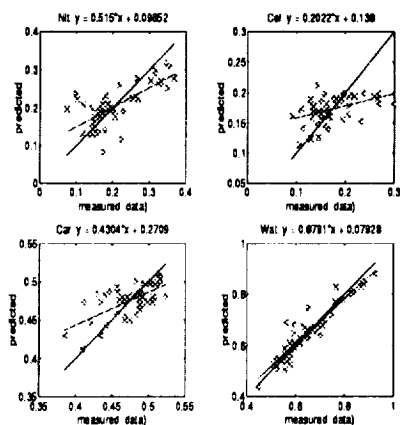 Nit y = 0.515*x + 0.09852
Cel y = 0.2022*x + 0.138
0.4
0.3
0.2
0.1
0
predicted
0 0.1 0.2 0.3 0.4
measured data)
0.3
0.25
0.2
0.15
0.1
0.05
predicted
0 0.1 0.2 0.3
measured data)
Car y = 0.4304*x + 0.2709
Wat y = 0.8781*x + 0.07928
0.55
0.5
0.45
0.4
0.35
predicted
0.35 0.4 0.45 0.5 0.55
measured data)
1
0.8
0.6
0.4
predicted
0.4 0.6 0.8 1
measured data)